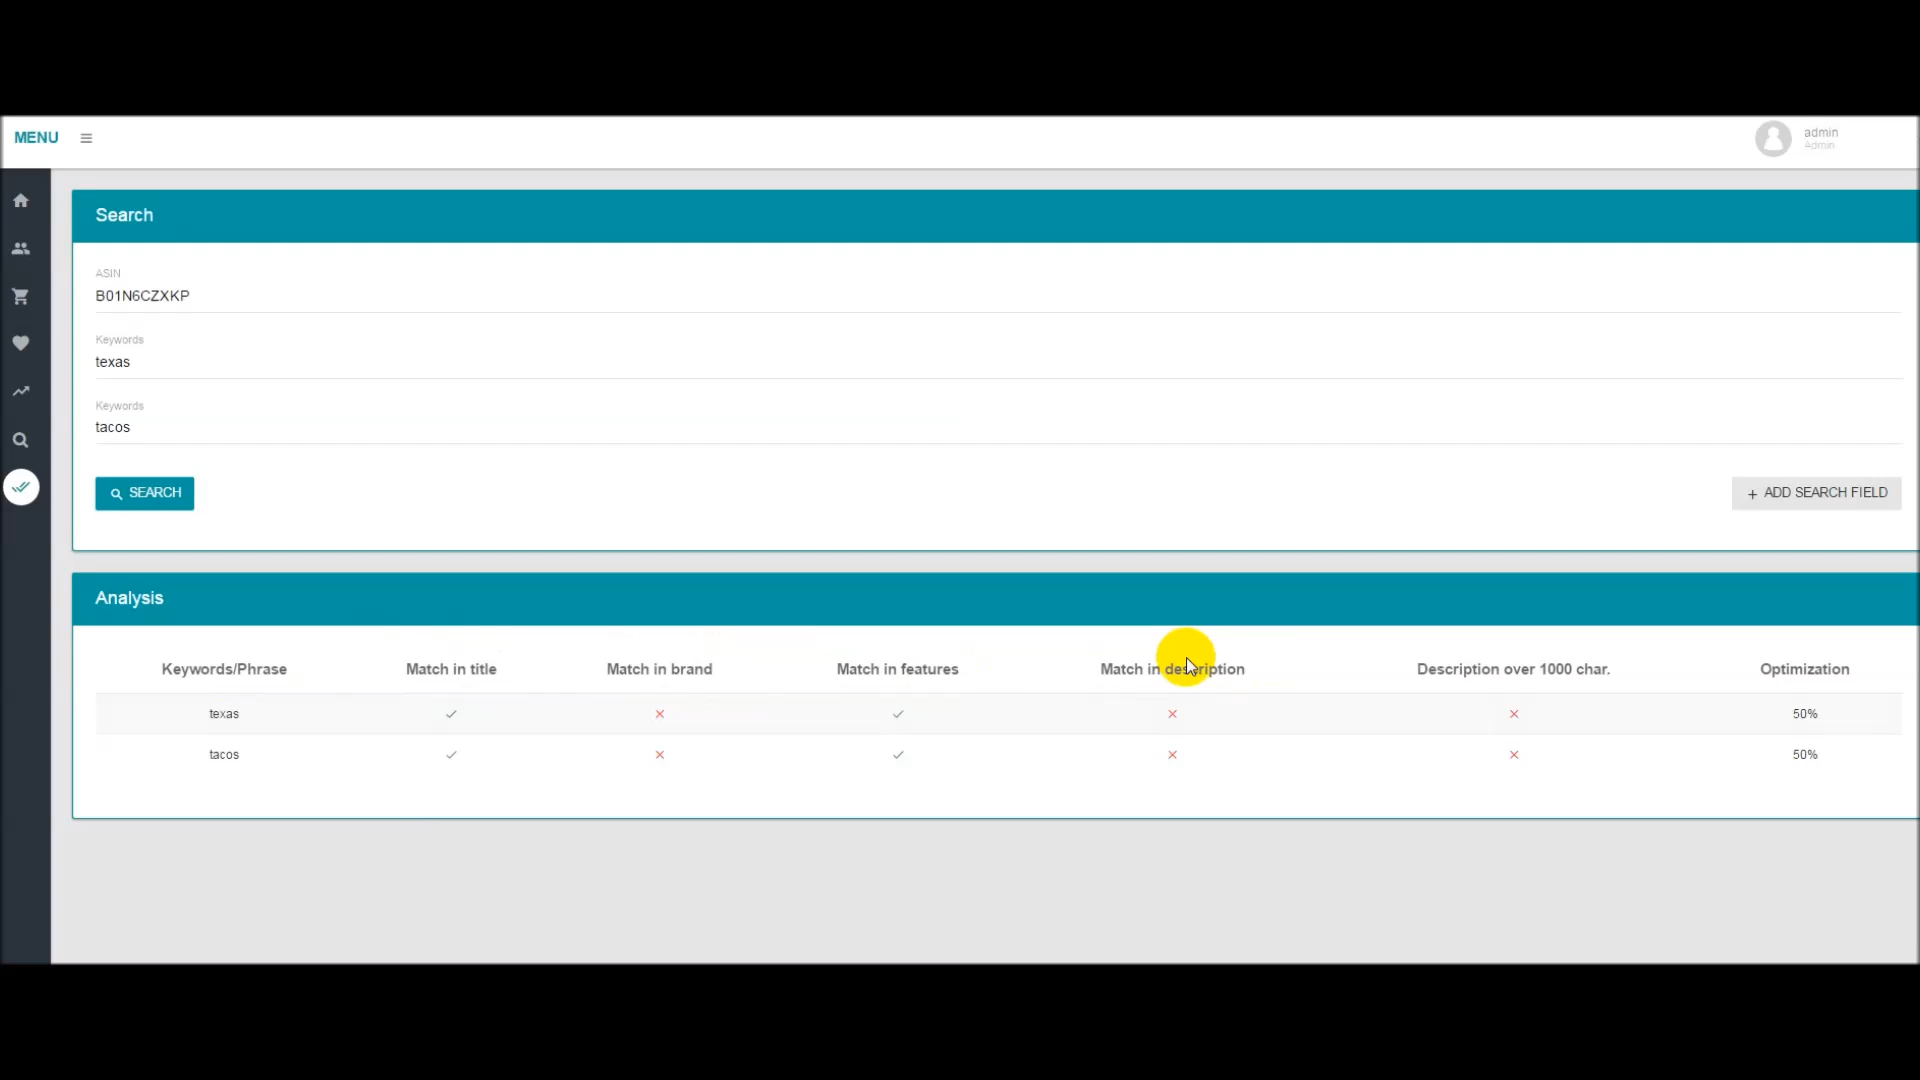 MENU
admin
Admin
Search
ASIN
B01N6CZXKP
Keywords
texas
Keywords
tacos
SEARCH
+ ADD SEARCH FIELD
Analysis
Keywords/Phrase Match in title Match in brand Match in features Match in description Description over 1000 char. Optimization
texas ✓ ✕ ✓ ✕ ✕ 50%
tacos ✓ ✕ ✓ ✕ ✕ 50%